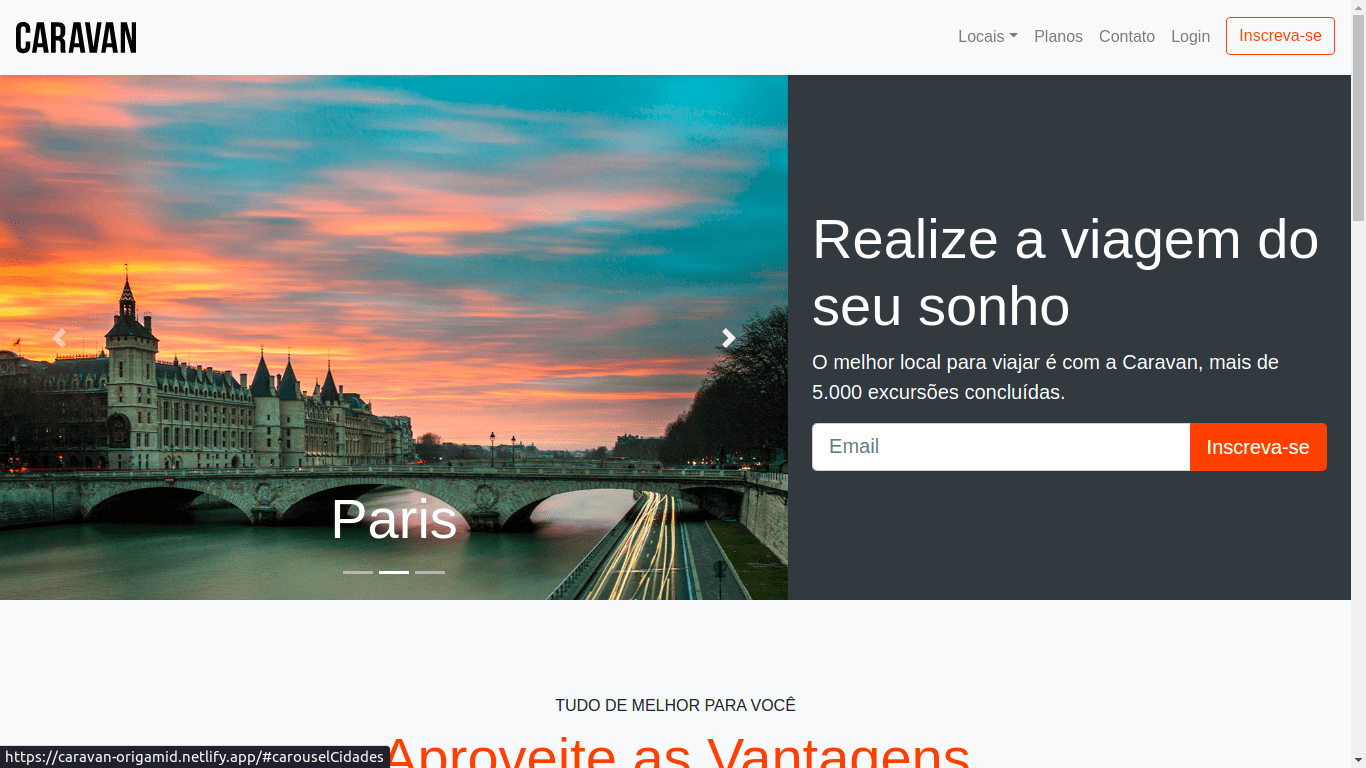 CARAVAN
Locais Planos Contato Login Inscreva-se
Realize a viagem do
seu sonho
O melhor local para viajar é com a Caravan, mais de
5.000 excursões concluídas.
Email Inscreva-se
Paris
TUDO DE MELHOR PARA VOCÊ
Aproveite as Vantagens
https://caravan-origamid.netlify.app/#carouselCidades